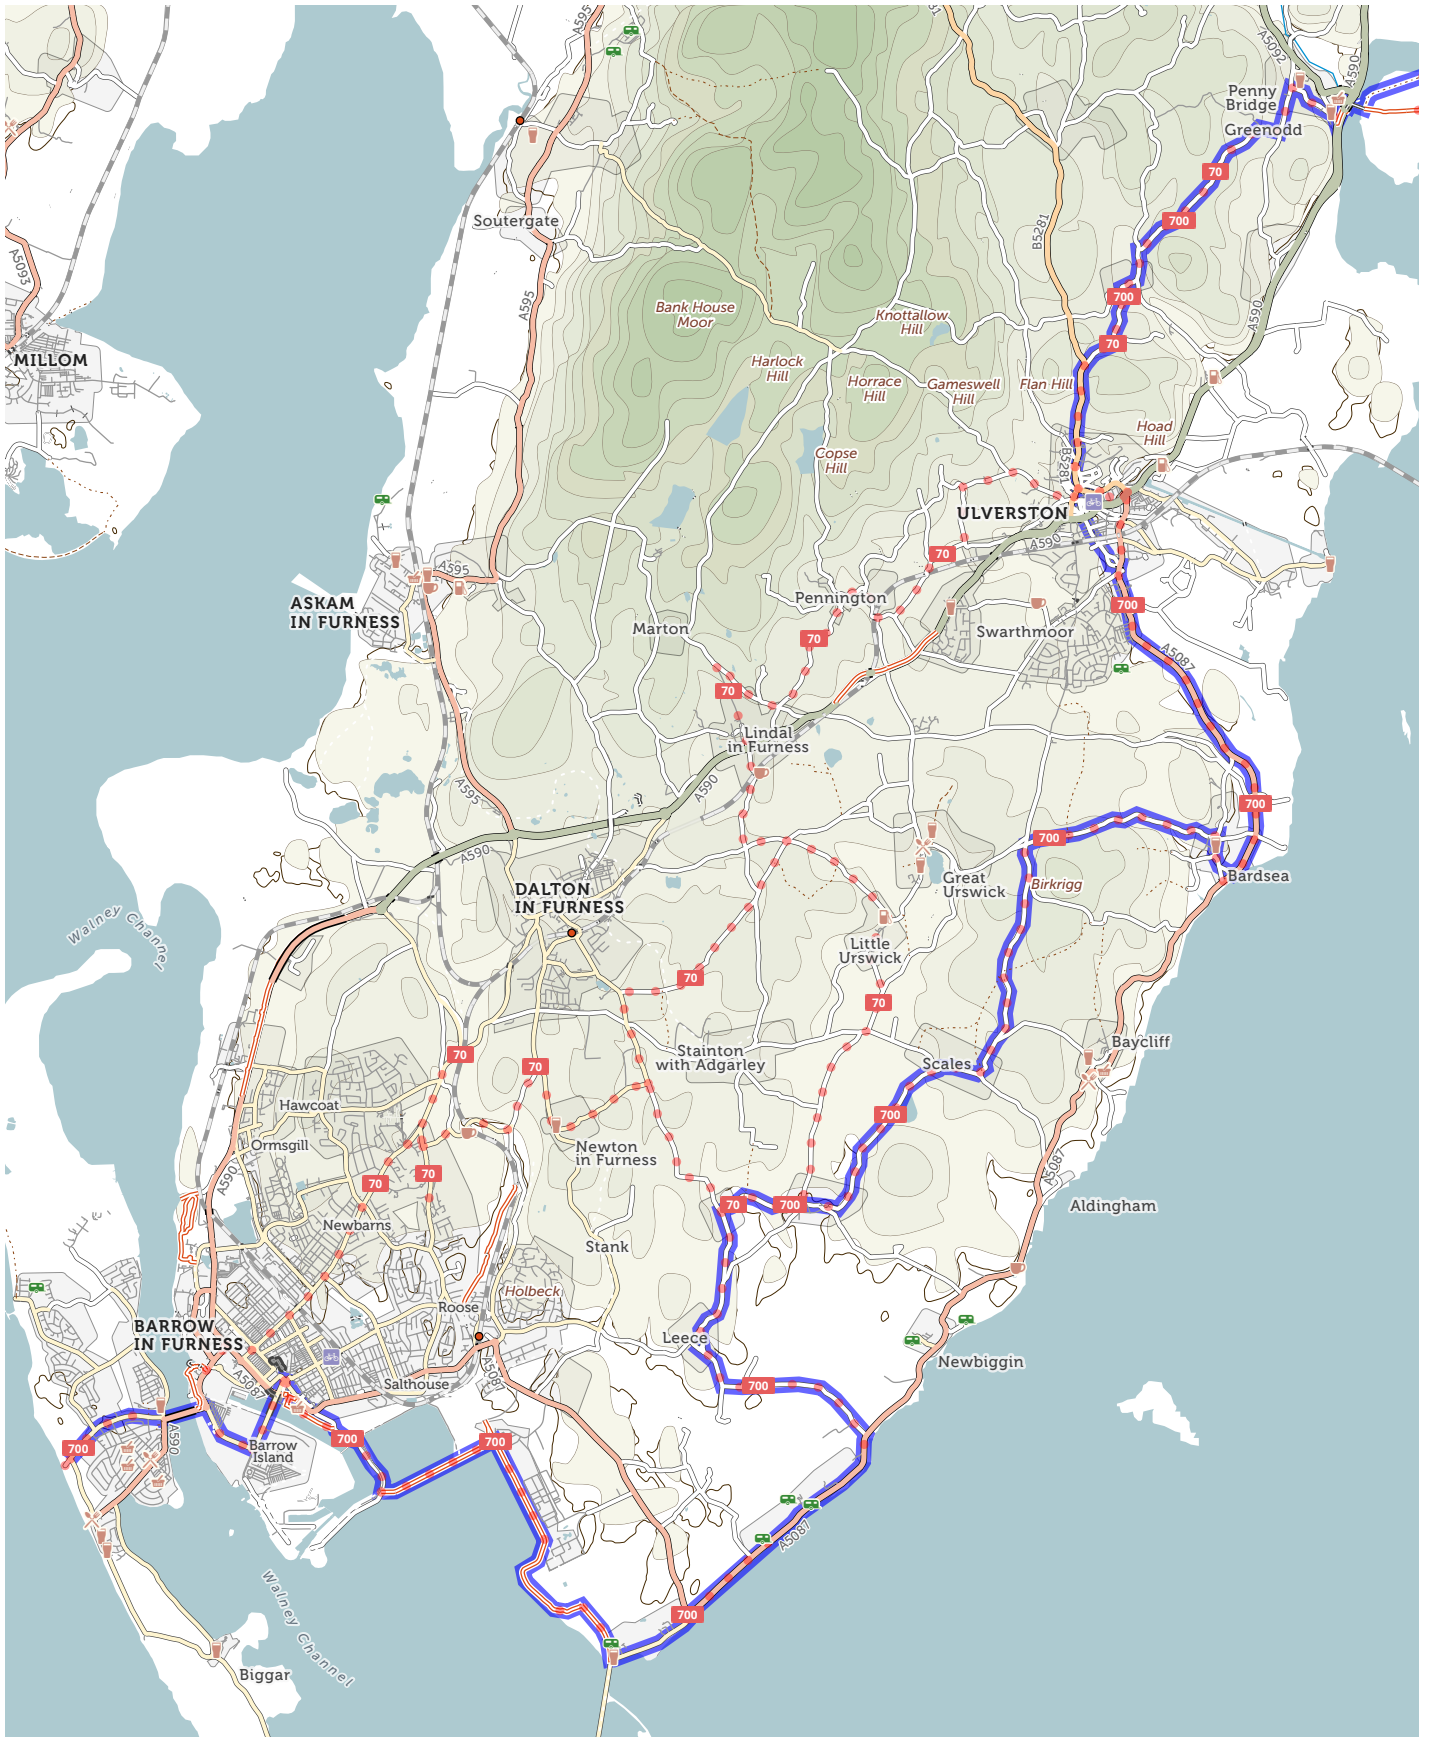 A595
A5092
A590
Penny
Bridge
Greenodd
70
Soutergate
700
B5281
A5093
A595
Bank House
Moor
Knottallow
Hill
700
A590
70
MILLOM
Harlock
Hill
Horrace
Hill
Gameswell
Hill
Flan Hill
Hoad
Hill
Copse
Hill
B5281
ULVERSTON
A590
70
A595
ASKAM
IN FURNESS
Pennington
700
Marton
70
Swarthmoor
A5087
70
Lindal
in Furness
A595
A590
700
700
A590
DALTON
IN FURNESS
Great
Urswick
Birkrigg
Bardsea
Walney Channel
Little
Urswick
70
70
Baycliff
70
70
Stainton
with Adgarley
Scales
Hawcoat
700
Ormsgill
Newton
in Furness
A590
70
70
A5087
70
700
Aldingham
Newbarns
Stank
Holbeck
Roose
BARROW
IN FURNESS
Leece
Newbiggin
A5087
A5087
Salthouse
700
700
A590
Barrow
Island
700
700
A5087
Walney Channel
700
Biggar